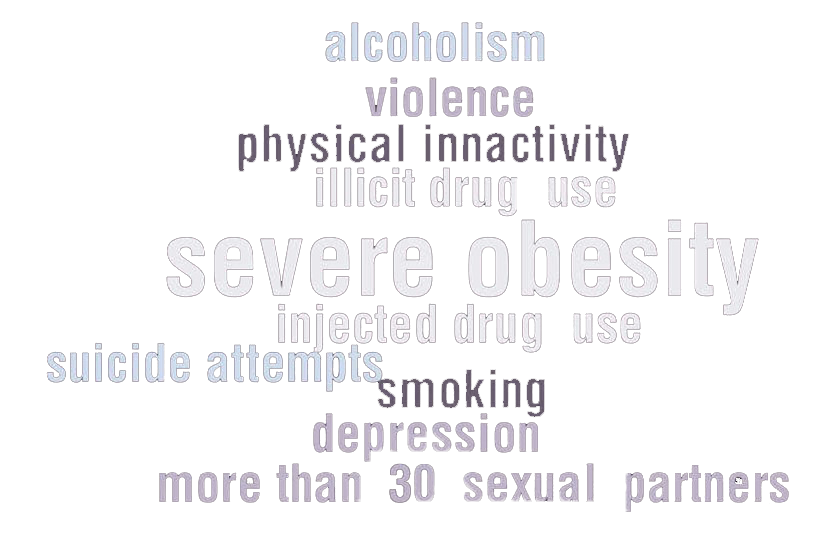 alcoholism
violence
physical innactivity
illicit drug use
severe obesity
injected drug use
suicide attempts
smoking
depression
more than 30 sexual partners